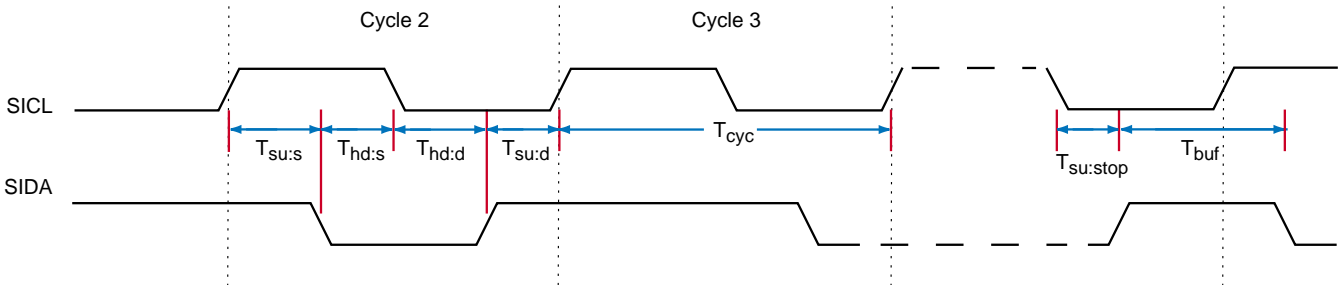 Cycle 2
Cycle 3
SICL
Tsu:s
Thd:s
Thd:d
Tsu:d
Tcyc
Tsu:stop
Tbuf
SIDA